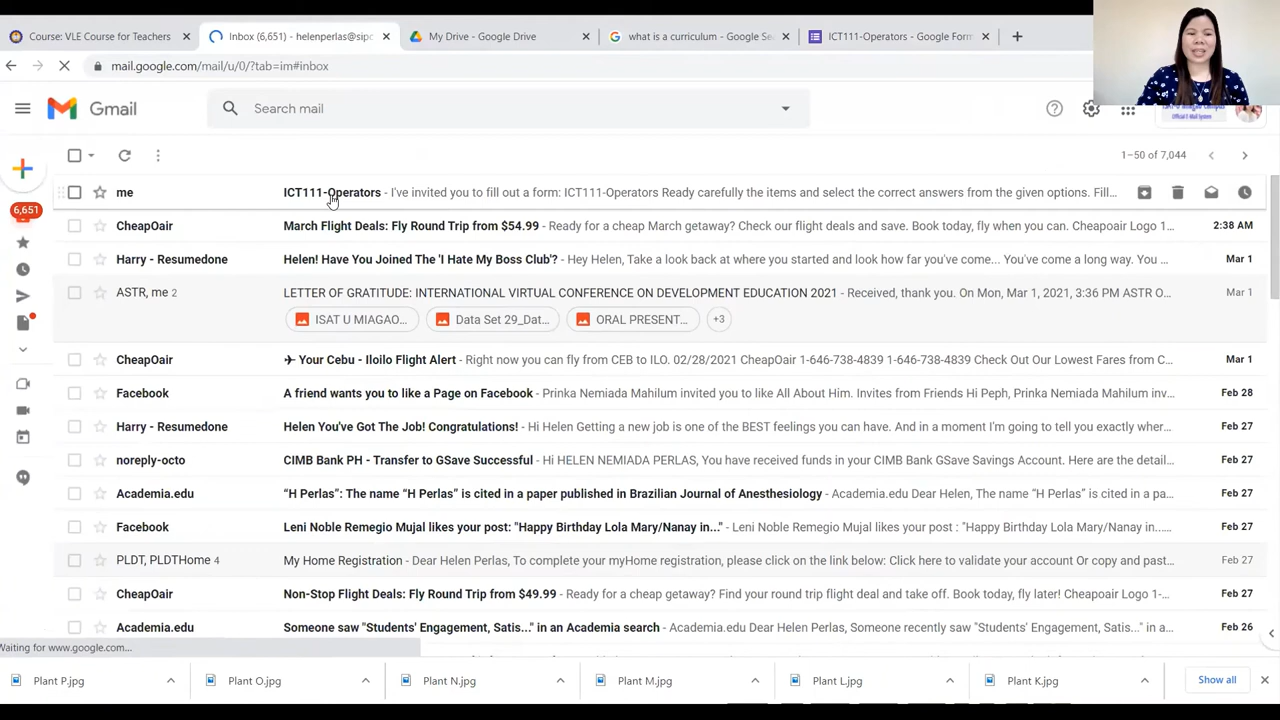 Course: VLE Course for Teachers
Inbox (6,651) - helenperlas@sipc
My Drive - Google Drive
what is a curriculum - Google Se
ICT111-Operators - Google Form
mail.google.com/mail/u/0/?tab=im#inbox
Gmail
Search mail
Official E-Mail System
1–50 of 7,044
6,651
me ICT111-Operators - I've invited you to fill out a form: ICT111-Operators Ready carefully the items and select the correct answers from the given options. Fill...
CheapOair March Flight Deals: Fly Round Trip from $54.99 - Ready for a cheap March getaway? Check our flight deals and save. Book today, fly when you can. Cheapoair Logo 1... 2:38 AM
Harry - Resumedone Helen! Have You Joined The 'I Hate My Boss Club'? - Hey Helen, Take a look back at where you started and look how far you've come... You've come a long way. We ... Mar 1
ASTR, me 2 LETTER OF GRATITUDE: INTERNATIONAL VIRTUAL CONFERENCE ON DEVELOPMENT EDUCATION 2021 - Received, thank you. On Mon, Mar 1, 2021, 3:36 PM ASTR O... Mar 1
ISAT U MIAGAO... Data Set 29_Dat... ORAL PRESENT... +3
CheapOair ✈ Your Cebu - Iloilo Flight Alert - Right now you can fly from CEB to ILO. 02/28/2021 CheapOair 1-646-738-4839 1-646-738-4839 Check Out Our Lowest Fares from C... Mar 1
Facebook A friend wants you to like a Page on Facebook - Prinka Nemiada Mahilum invited you to like All About Him. Invites from Friends Hi Peph, Prinka Nemiada Mahilum inv... Feb 28
Harry - Resumedone Helen You've Got The Job! Congratulations! - Hi Helen Getting a new job is one of the BEST feelings you can have. And in a moment I'm going to tell you exactly wher... Feb 27
noreply-octo CIMB Bank PH - Transfer to GSave Successful - Hi HELEN NEMIADA PERLAS, You have received funds in your CIMB Bank GSave Savings Account. Here are the detail... Feb 27
Academia.edu “H Perlas”: The name “H Perlas” is cited in a paper published in Brazilian Journal of Anesthesiology - Academia.edu Dear Helen, The name “H Perlas” is cited in a pa... Feb 27
Facebook Leni Noble Remegio Mujal likes your post: "Happy Birthday Lola Mary/Nanay in..." - Leni Noble Remegio Mujal likes your post : "Happy Birthday Lola Mary/Nanay in..... Feb 27
PLDT, PLDTHome 4 My Home Registration - Dear Helen Perlas, To complete your myHome registration, please click on the link below: Click here to validate your account Or copy and past... Feb 27
CheapOair Non-Stop Flight Deals: Fly Round Trip from $49.99 - Ready for a cheap getaway? Find your round trip flight deal and take off. Book today, fly later! Cheapoair Logo 1-... Feb 27
Academia.edu Someone saw "Students' Engagement, Satis..." in an Academia search - Academia.edu Dear Helen, Someone recently saw "Students' Engagement, Satis..." in a... Feb 26
Waiting for www.google.com...
Plant P.jpg
Plant O.jpg
Plant N.jpg
Plant M.jpg
Plant L.jpg
Plant K.jpg
Show all